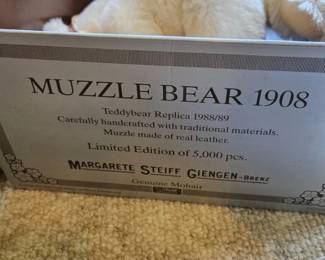 MUZZLE BEAR 1908
Teddybear Replica 1988/89
Carefully handcrafted with traditional materials.
Muzzle made of real leather.
Limited Edition of 5,000 pcs.
MARGARETE STEIFF GIENGEN-BRENZ
Genuine Mohair